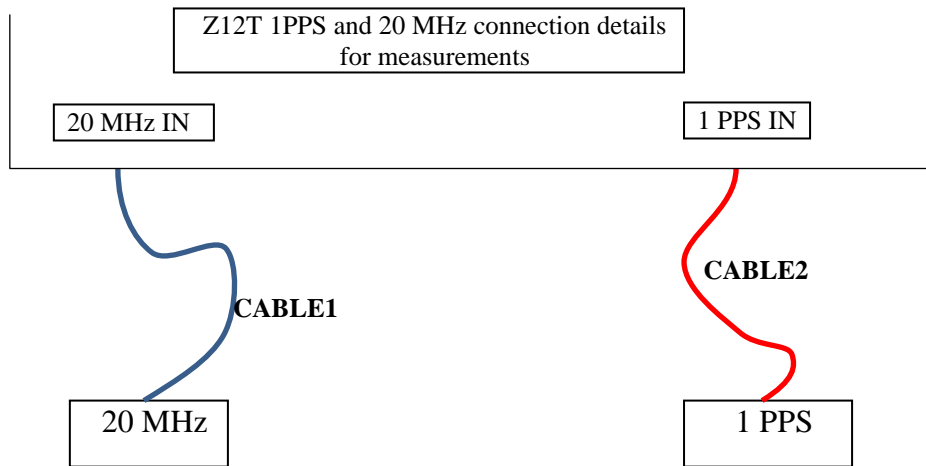 Z12T 1PPS and 20 MHz connection details
for measurements
20 MHz IN
1 PPS IN
CABLE2
CABLE1
20 MHz
1 PPS